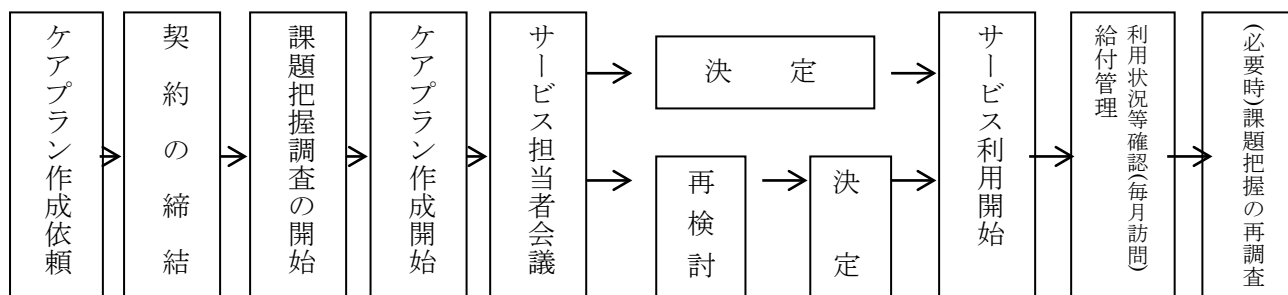 ケアプラン作成依頼
契約の締結
課題把握調査の開始
ケアプラン作成開始
サービス担当者会議
決　定
再検討
決定
サービス利用開始
利用状況等確認(毎月訪問)
給付管理
(必要時)課題把握の再調査